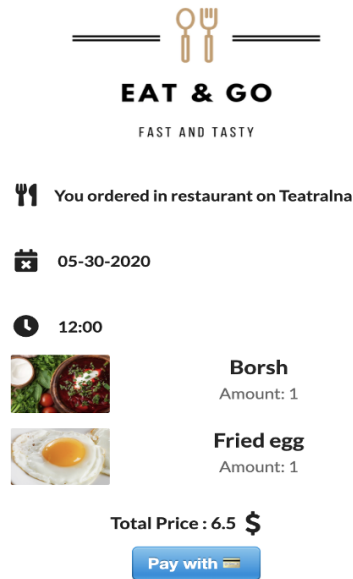 EAT & GO
FAST AND TASTY
You ordered in restaurant on Teatralna
05-30-2020
12:00
Borsh
Amount: 1
Fried egg
Amount: 1
Total Price : 6.5 $
Pay with 💳